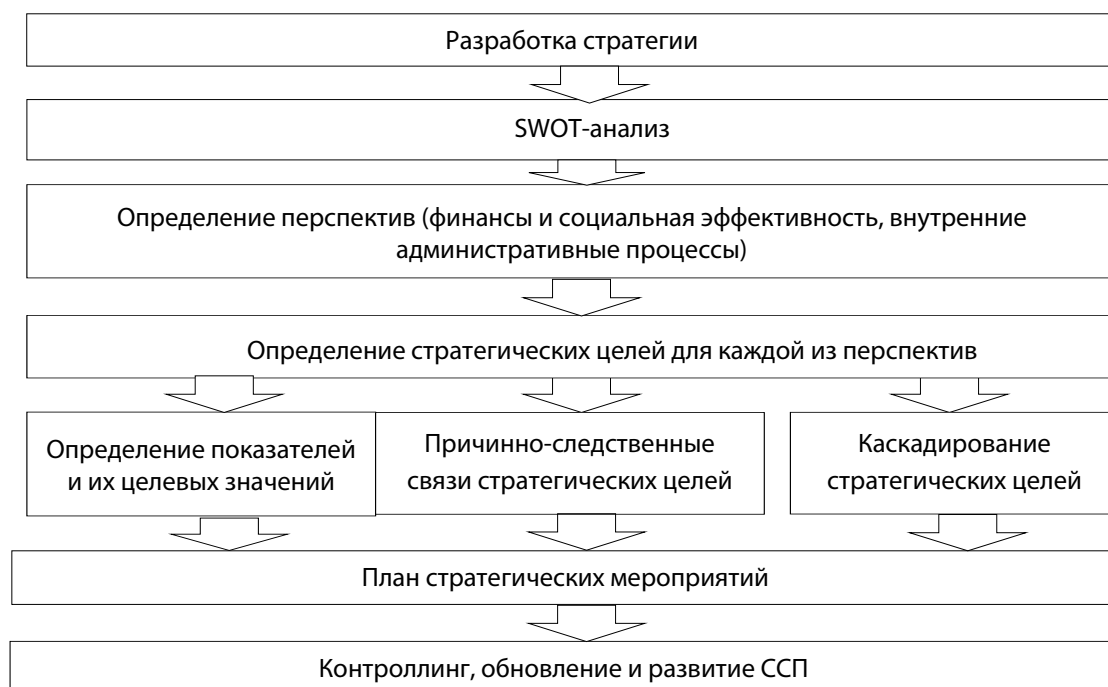 Разработка стратегии
SWOT-анализ
Определение перспектив (финансы и социальная эффективность, внутренние
административные процессы)
Определение стратегических целей для каждой из перспектив
Определение показателей
и их целевых значений
Причинно-следственные
связи стратегических целей
Каскадирование
стратегических целей
План стратегических мероприятий
Контроллинг, обновление и развитие ССП